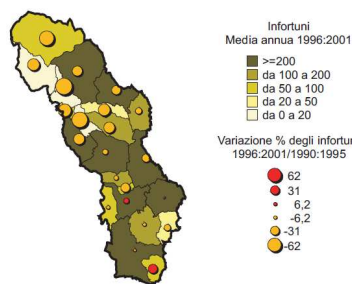 Infortuni
Media annua 1996:2001
>=200
da 100 a 200
da 50 a 100
da 20 a 50
da 0 a 20
Variazione % degli infortur
1996:2001/1990:1995
62
31
6,2
-6,2
-31
-62